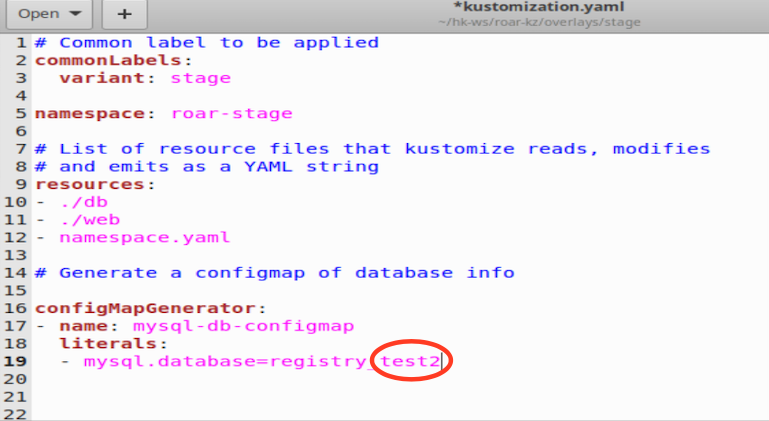 Open +
*kustomization.yaml
~/hk-ws/roar-kz/overlays/stage
1 # Common label to be applied
2 commonLabels:
3   variant: stage
4
5 namespace: roar-stage
6
7 # List of resource files that kustomize reads, modifies
8 # and emits as a YAML string
9 resources:
10 - ./db
11 - ./web
12 - namespace.yaml
13
14 # Generate a configmap of database info
15
16 configMapGenerator:
17 - name: mysql-db-configmap
18   literals:
19   - mysql.database=registry_test2
20
21
22